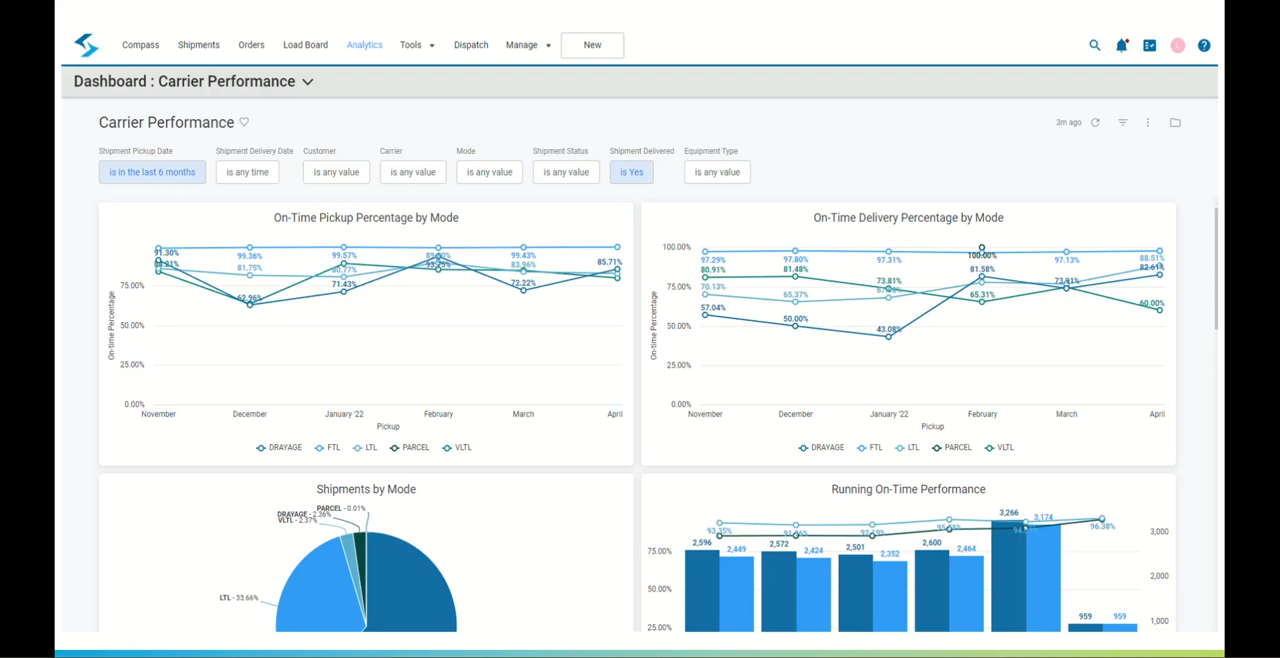 Compass Shipments Orders Load Board Analytics Tools Dispatch Manage New
Dashboard : Carrier Performance
Carrier Performance
3m ago
Shipment Pickup Date Shipment Delivery Date Customer Carrier Mode Shipment Status Shipment Delivered Equipment Type
is in the last 6 months is any time is any value is any value is any value is any value is Yes is any value
On-Time Pickup Percentage by Mode
On-time Percentage
75.00%
50.00%
25.00%
0.00%
91.30%
99.36%
99.57%
99.43%
81.75%
80.77%
83.96%
85.71%
62.96%
71.43%
72.22%
November December January '22 February March April
Pickup
DRAYAGE FTL LTL PARCEL VLTL
On-Time Delivery Percentage by Mode
On-time Percentage
100.00%
75.00%
50.00%
25.00%
0.00%
97.29%
97.80%
97.31%
100.00%
97.13%
88.51%
80.91%
81.48%
73.81%
81.58%
73.91%
82.61%
70.13%
65.37%
65.31%
60.00%
57.04%
50.00%
43.08%
November December January '22 February March April
Pickup
DRAYAGE FTL LTL PARCEL VLTL
Shipments by Mode
PARCEL - 0.01%
DRAYAGE - 2.36%
VLTL - 2.37%
LTL - 33.66%
Running On-Time Performance
75.00%
50.00%
25.00%
3,000
2,000
1,000
93.35%
96.38%
2,596 2,449
2,572 2,424
2,501 2,352
2,600 2,464
3,266 3,174
959 959